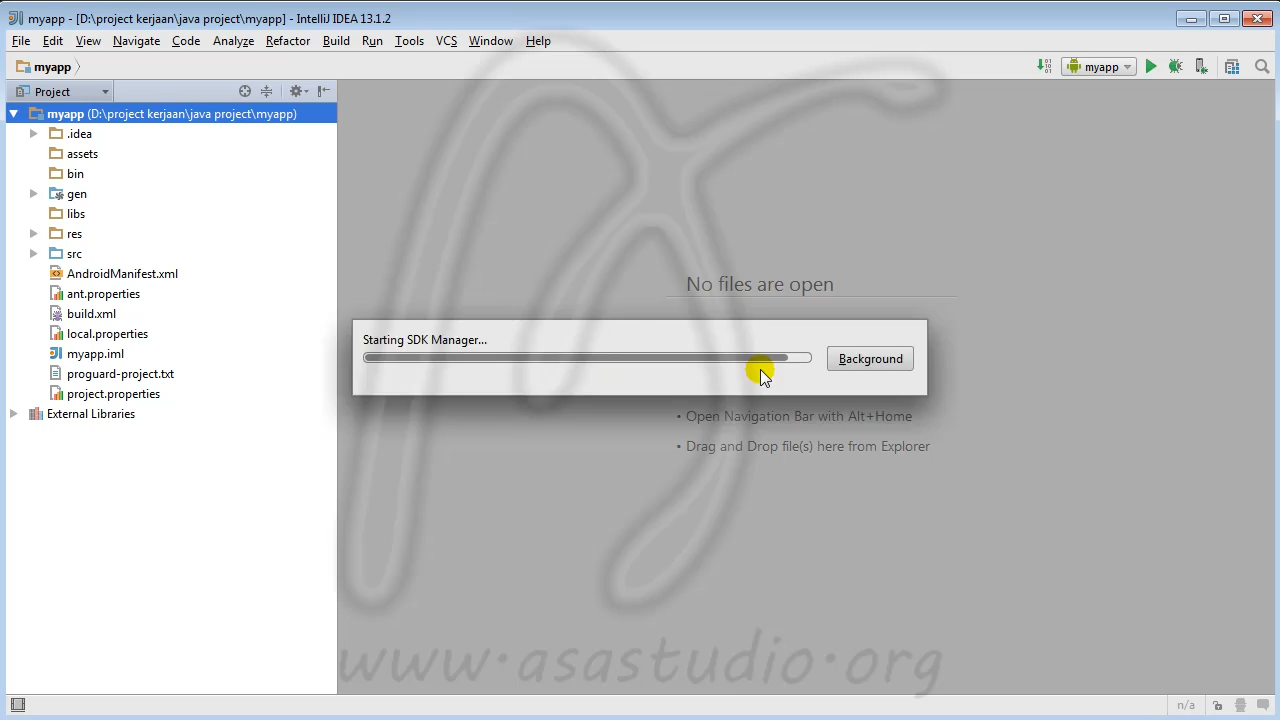 myapp - [D:\project kerjaan\java project\myapp] - IntelliJ IDEA 13.1.2
File Edit View Navigate Code Analyze Refactor Build Run Tools VCS Window Help
myapp
myapp
Project
myapp (D:\project kerjaan\java project\myapp)
.idea
assets
bin
gen
libs
res
src
AndroidManifest.xml
ant.properties
build.xml
local.properties
myapp.iml
proguard-project.txt
project.properties
External Libraries
No files are open
Starting SDK Manager...
Background
• Open Navigation Bar with Alt+Home
• Drag and Drop file(s) here from Explorer
www.asastudio.org
n/a